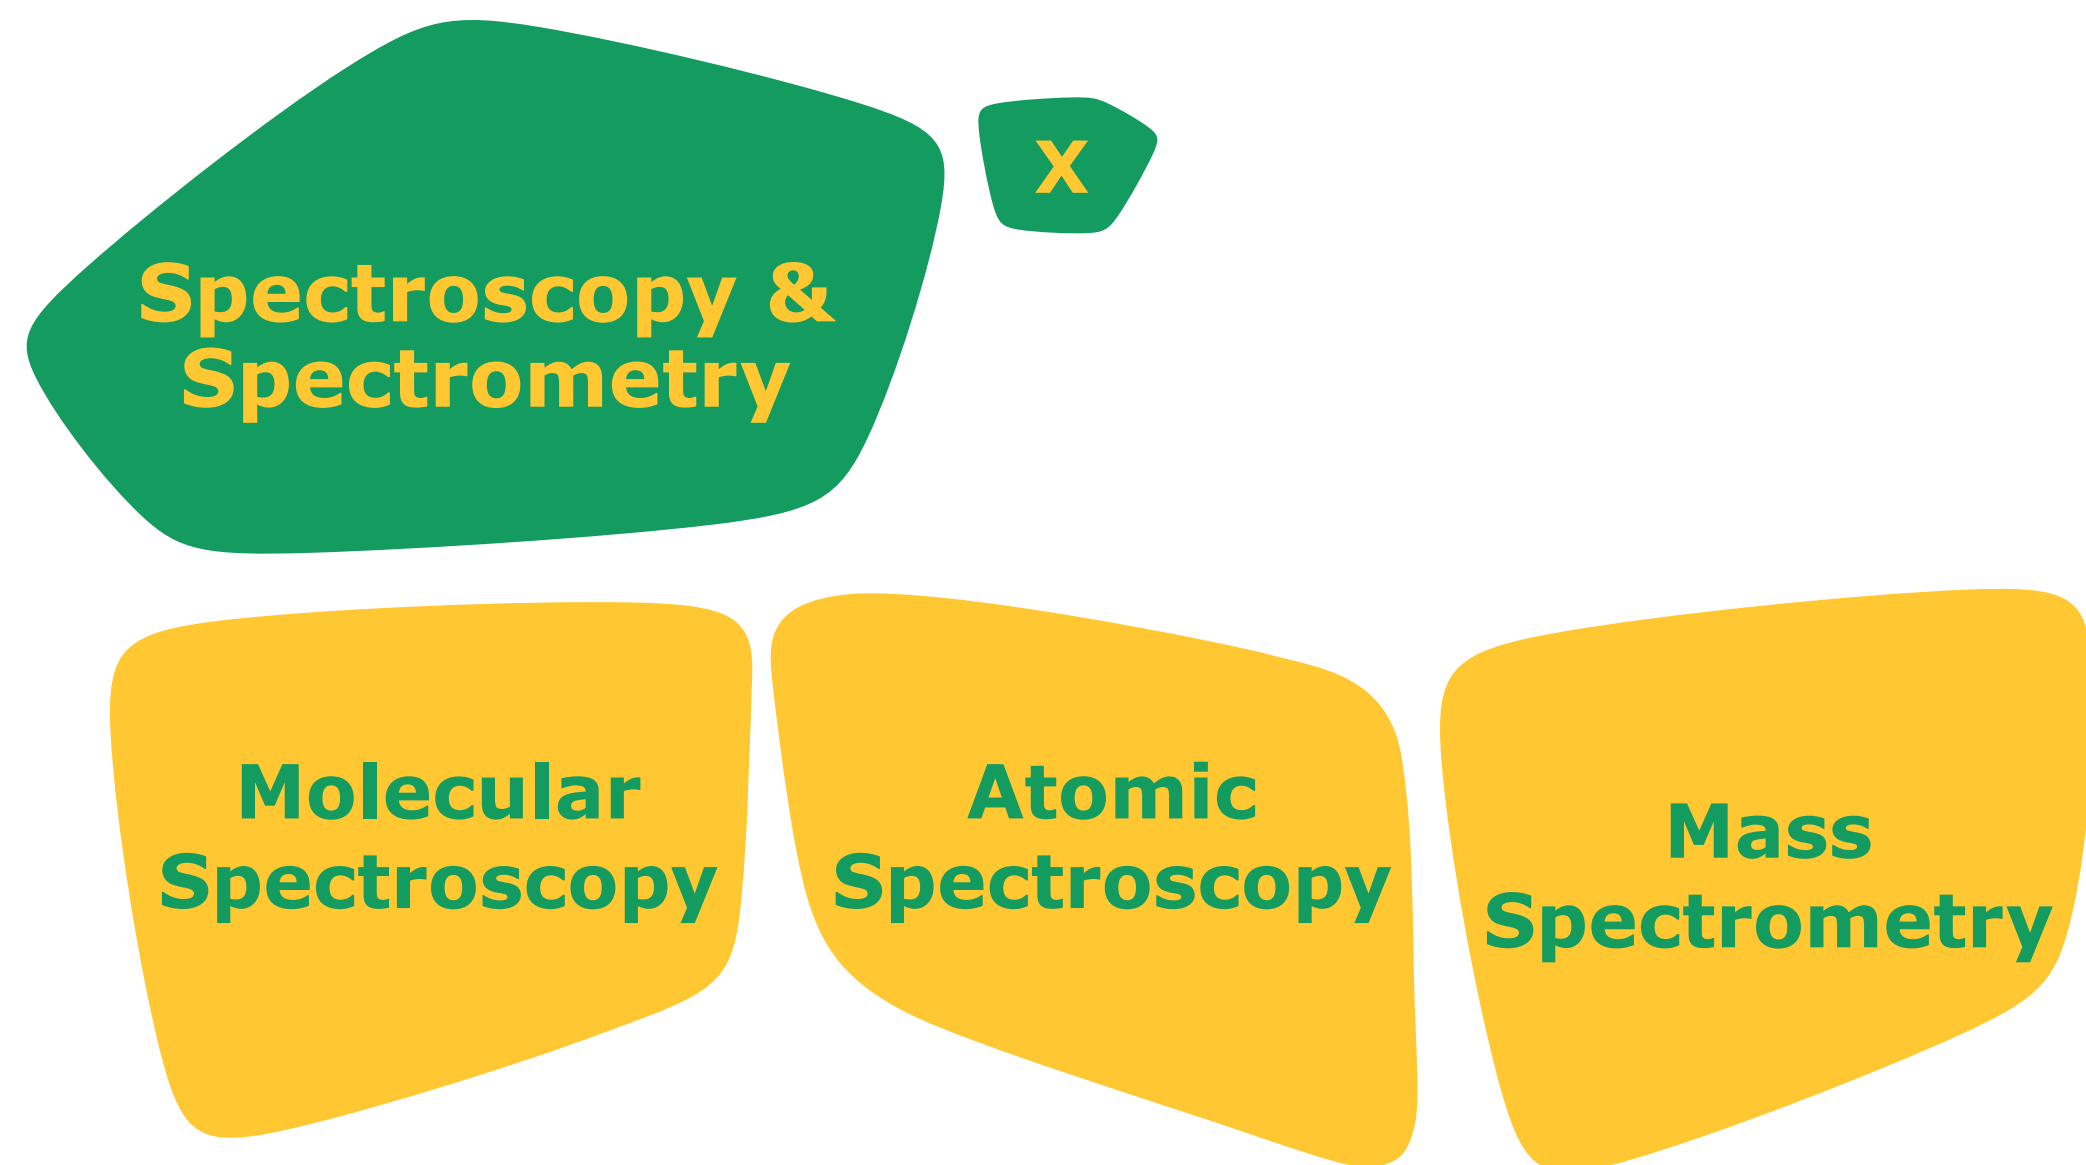 Spectroscopy &
Spectrometry
X
Molecular
Spectroscopy
Atomic
Spectroscopy
Mass
Spectrometry